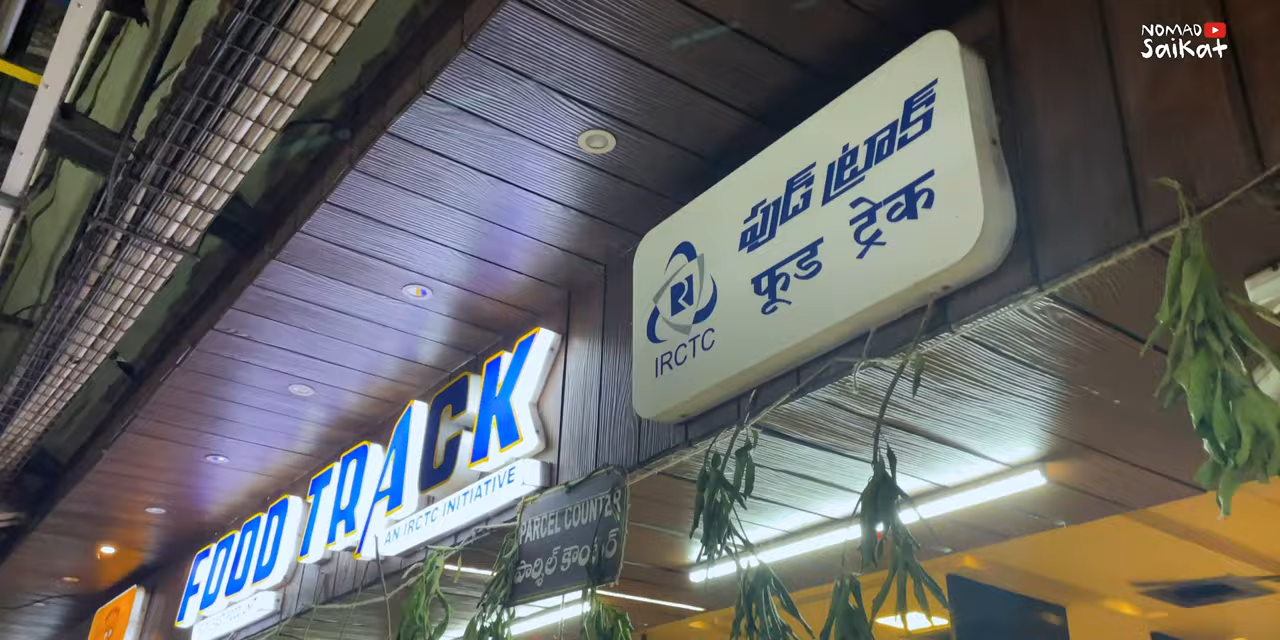 NOMAD
Saikat
ఫుడ్ ట్రాక్
फूड ट्रेक
IRCTC
FOOD TRACK
AN IRCTC INITIATIVE
PARCEL COUNTER
పార్శిల్ కౌంటర్